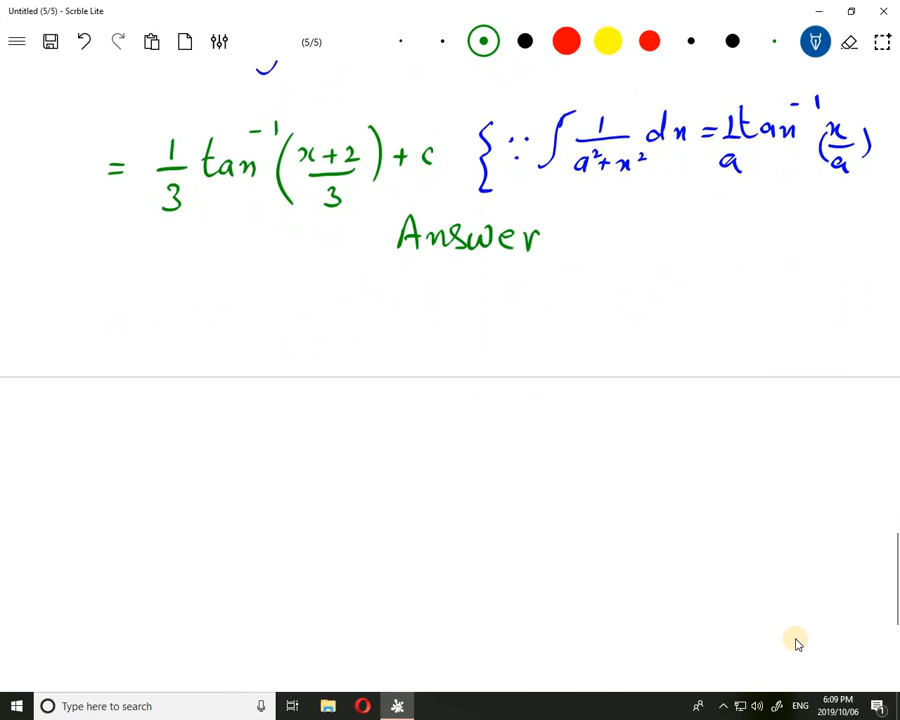 Untitled (5/5) - Scrble Lite
(5/5)
= 1/3 tan^-1 ((x+2)/3) + c { ∵ ∫ 1/(a²+x²) dx = 1/a tan^-1 (x/a)
Answer
Type here to search
ENG
6:09 PM
2019/10/06
1